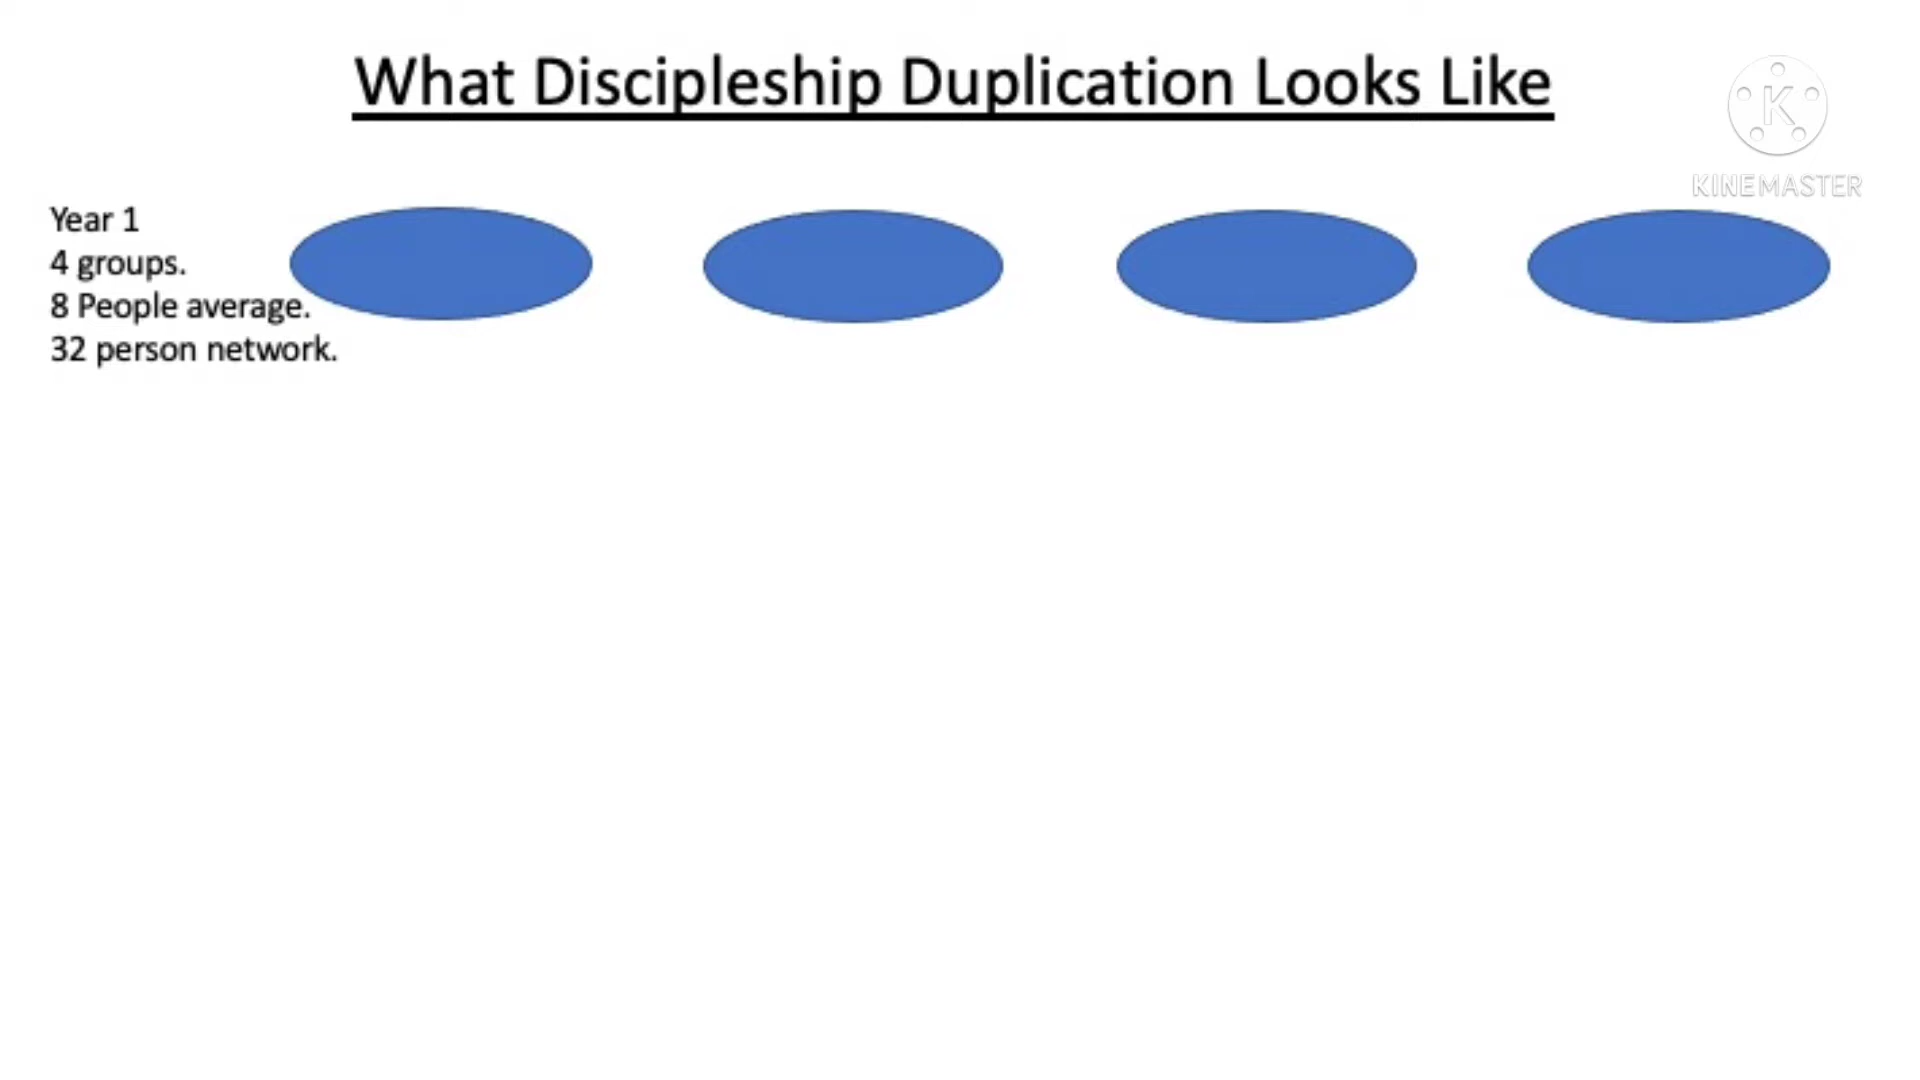 What Discipleship Duplication Looks Like
K
KINEMASTER
Year 1
4 groups.
8 People average.
32 person network.